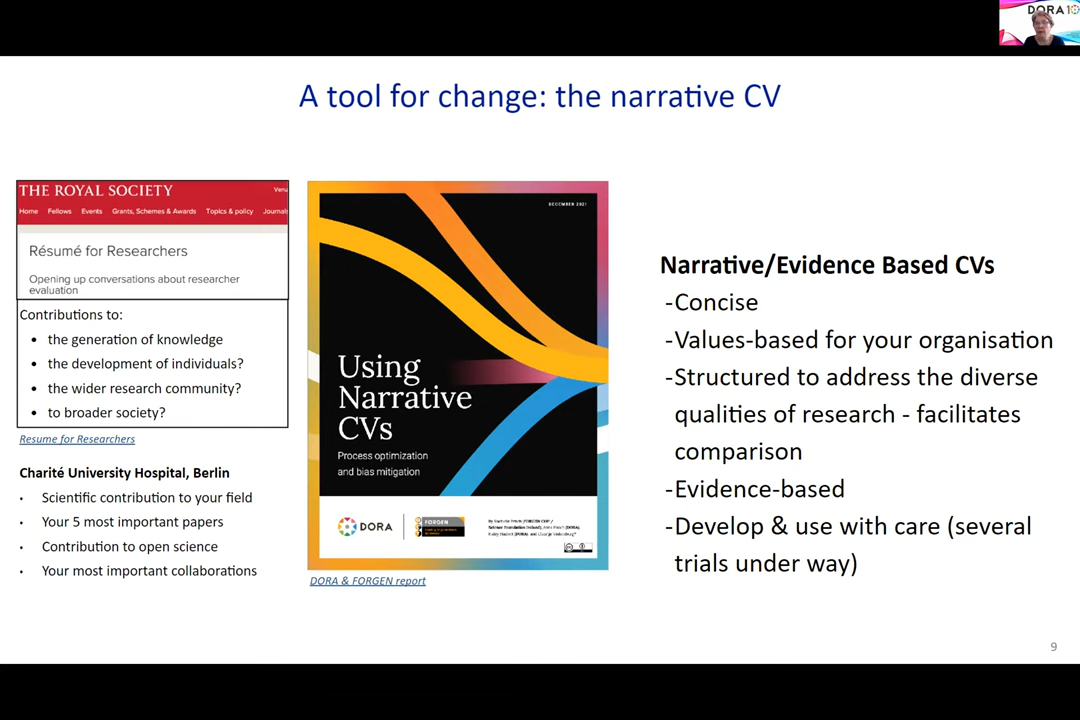 DORA 10
A tool for change: the narrative CV
THE ROYAL SOCIETY
Home Fellows Events Grants, Schemes & Awards Topics & policy Journals
Résumé for Researchers
Opening up conversations about researcher
evaluation
Contributions to:
• the generation of knowledge
• the development of individuals?
• the wider research community?
• to broader society?
Resume for Researchers
Charité University Hospital, Berlin
• Scientific contribution to your field
• Your 5 most important papers
• Contribution to open science
• Your most important collaborations
DECEMBER 2021
Using
Narrative
CVs
Process optimization
and bias mitigation
DORA
FORGEN
DORA & FORGEN report
Narrative/Evidence Based CVs
-Concise
-Values-based for your organisation
-Structured to address the diverse
qualities of research - facilitates
comparison
-Evidence-based
-Develop & use with care (several
trials under way)
9